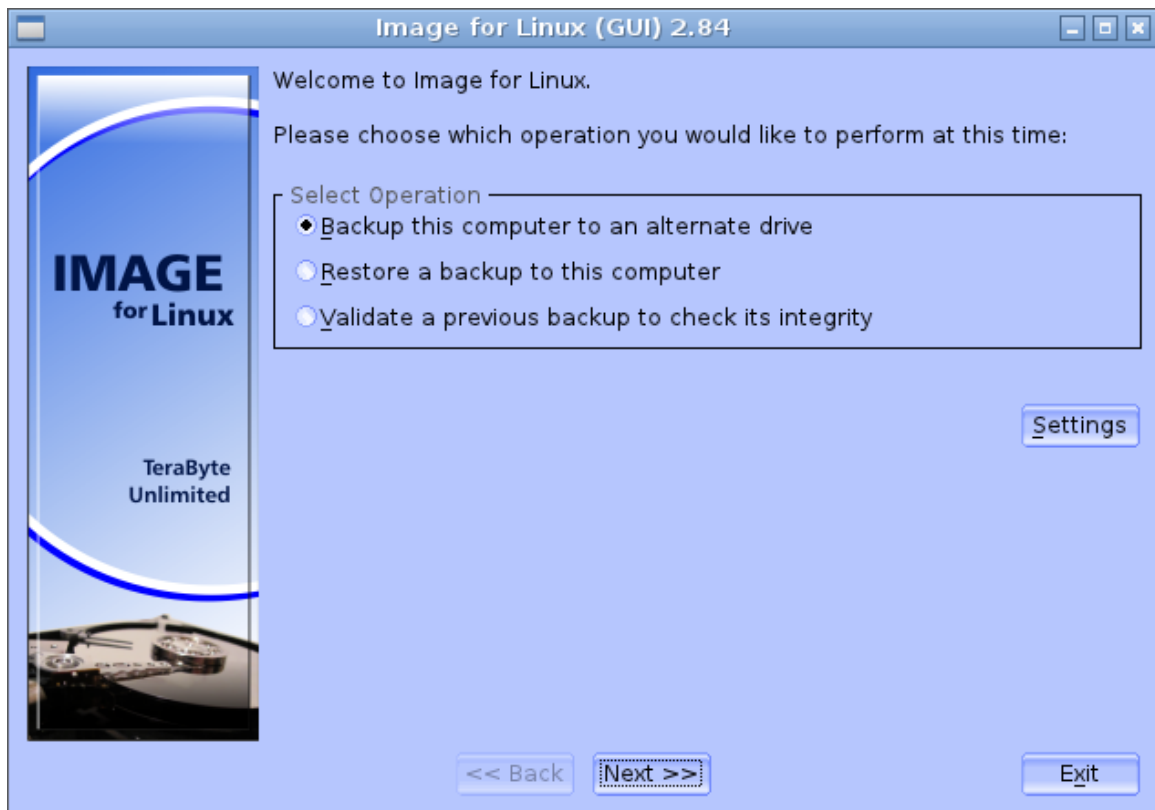 Image for Linux (GUI) 2.84
IMAGE
for Linux
TeraByte
Unlimited
Welcome to Image for Linux.
Please choose which operation you would like to perform at this time:
Select Operation
Backup this computer to an alternate drive
Restore a backup to this computer
Validate a previous backup to check its integrity
Settings
<< Back
Next >>
Exit